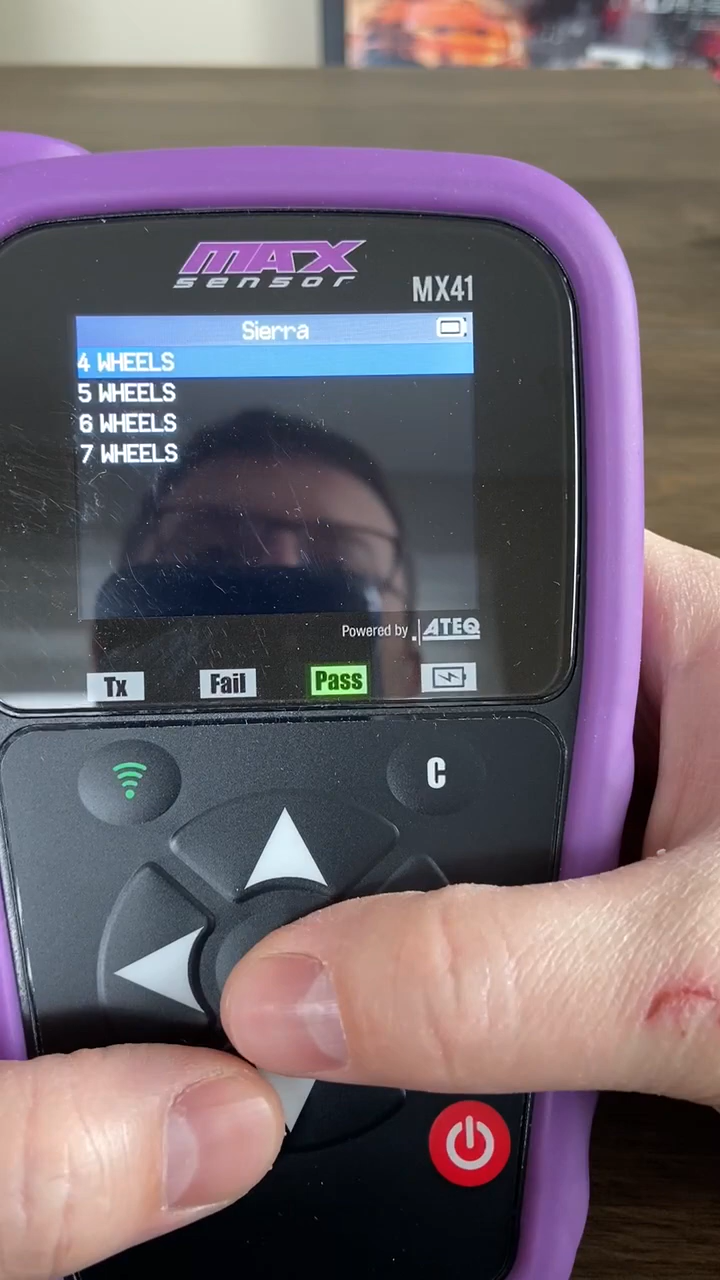 MAX
sensor
MX41
Sierra
4 WHEELS
5 WHEELS
6 WHEELS
7 WHEELS
Powered by ATEQ
Tx
Fail
Pass
C